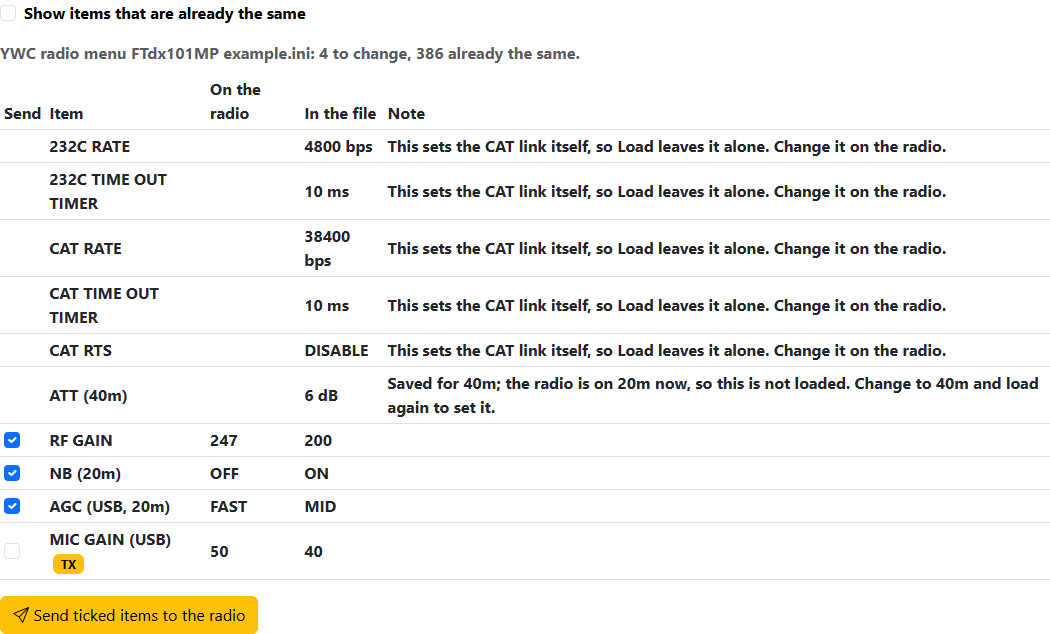 Show items that are already the same
YWC radio menu FTdx101MP example.ini: 4 to change, 386 already the same.
Send Item On the radio In the file Note
232C RATE 4800 bps This sets the CAT link itself, so Load leaves it alone. Change it on the radio.
232C TIME OUT TIMER 10 ms This sets the CAT link itself, so Load leaves it alone. Change it on the radio.
CAT RATE 38400 bps This sets the CAT link itself, so Load leaves it alone. Change it on the radio.
CAT TIME OUT TIMER 10 ms This sets the CAT link itself, so Load leaves it alone. Change it on the radio.
CAT RTS DISABLE This sets the CAT link itself, so Load leaves it alone. Change it on the radio.
ATT (40m) 6 dB Saved for 40m; the radio is on 20m now, so this is not loaded. Change to 40m and load again to set it.
RF GAIN 247 200
NB (20m) OFF ON
AGC (USB, 20m) FAST MID
MIC GAIN (USB) TX 50 40
Send ticked items to the radio